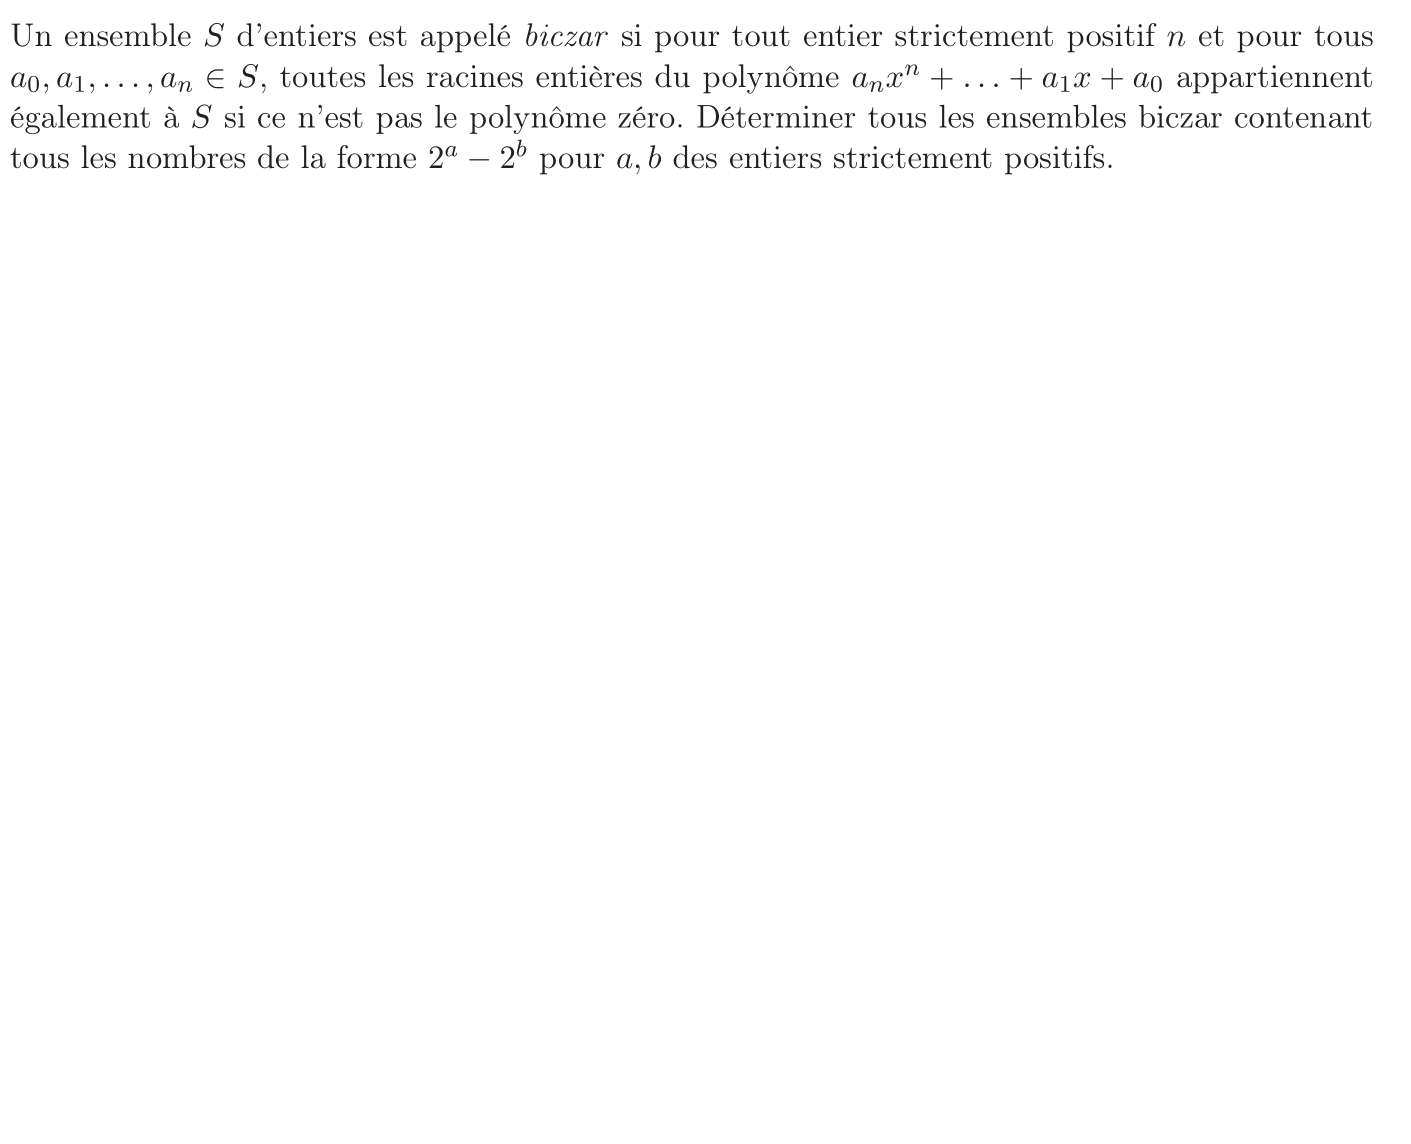 Un ensemble $S$ d'entiers est appelé biczar si pour tout entier strictement positif $n$ et pour tous
$a_0, a_1, \ldots, a_n \in S$, toutes les racines entières du polynôme $a_n x^n + \ldots + a_1 x + a_0$ appartiennent
également à $S$ si ce n'est pas le polynôme zéro. Déterminer tous les ensembles biczar contenant
tous les nombres de la forme $2^a - 2^b$ pour $a, b$ des entiers strictement positifs.